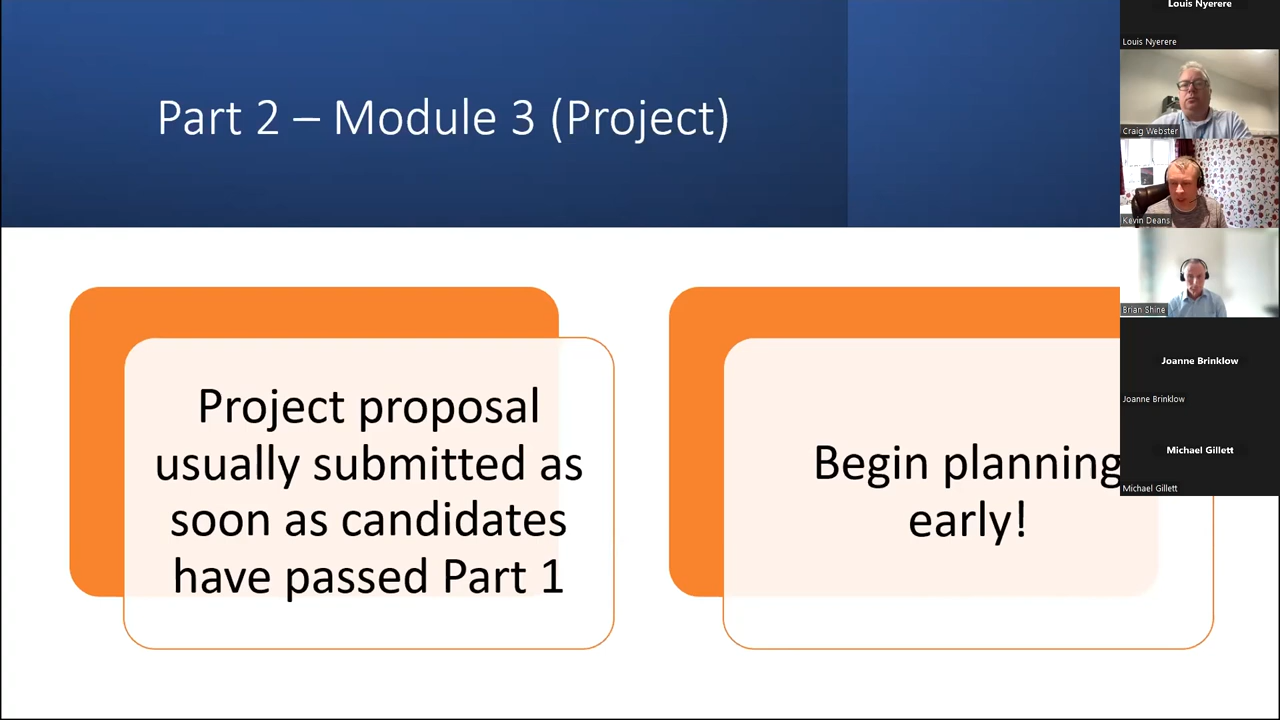 Part 2 – Module 3 (Project)
Project proposal
usually submitted as
soon as candidates
have passed Part 1
Begin planning
early!
Louis Nyerere
Louis Nyerere
Craig Webster
Kevin Deans
Brian Shine
Joanne Brinklow
Joanne Brinklow
Michael Gillett
Michael Gillett